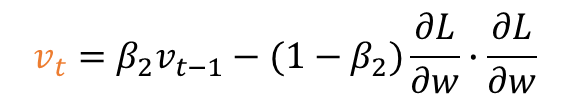 v_t = β_2 v_{t−1} − (1 − β_2) ∂L/∂w · ∂L/∂w